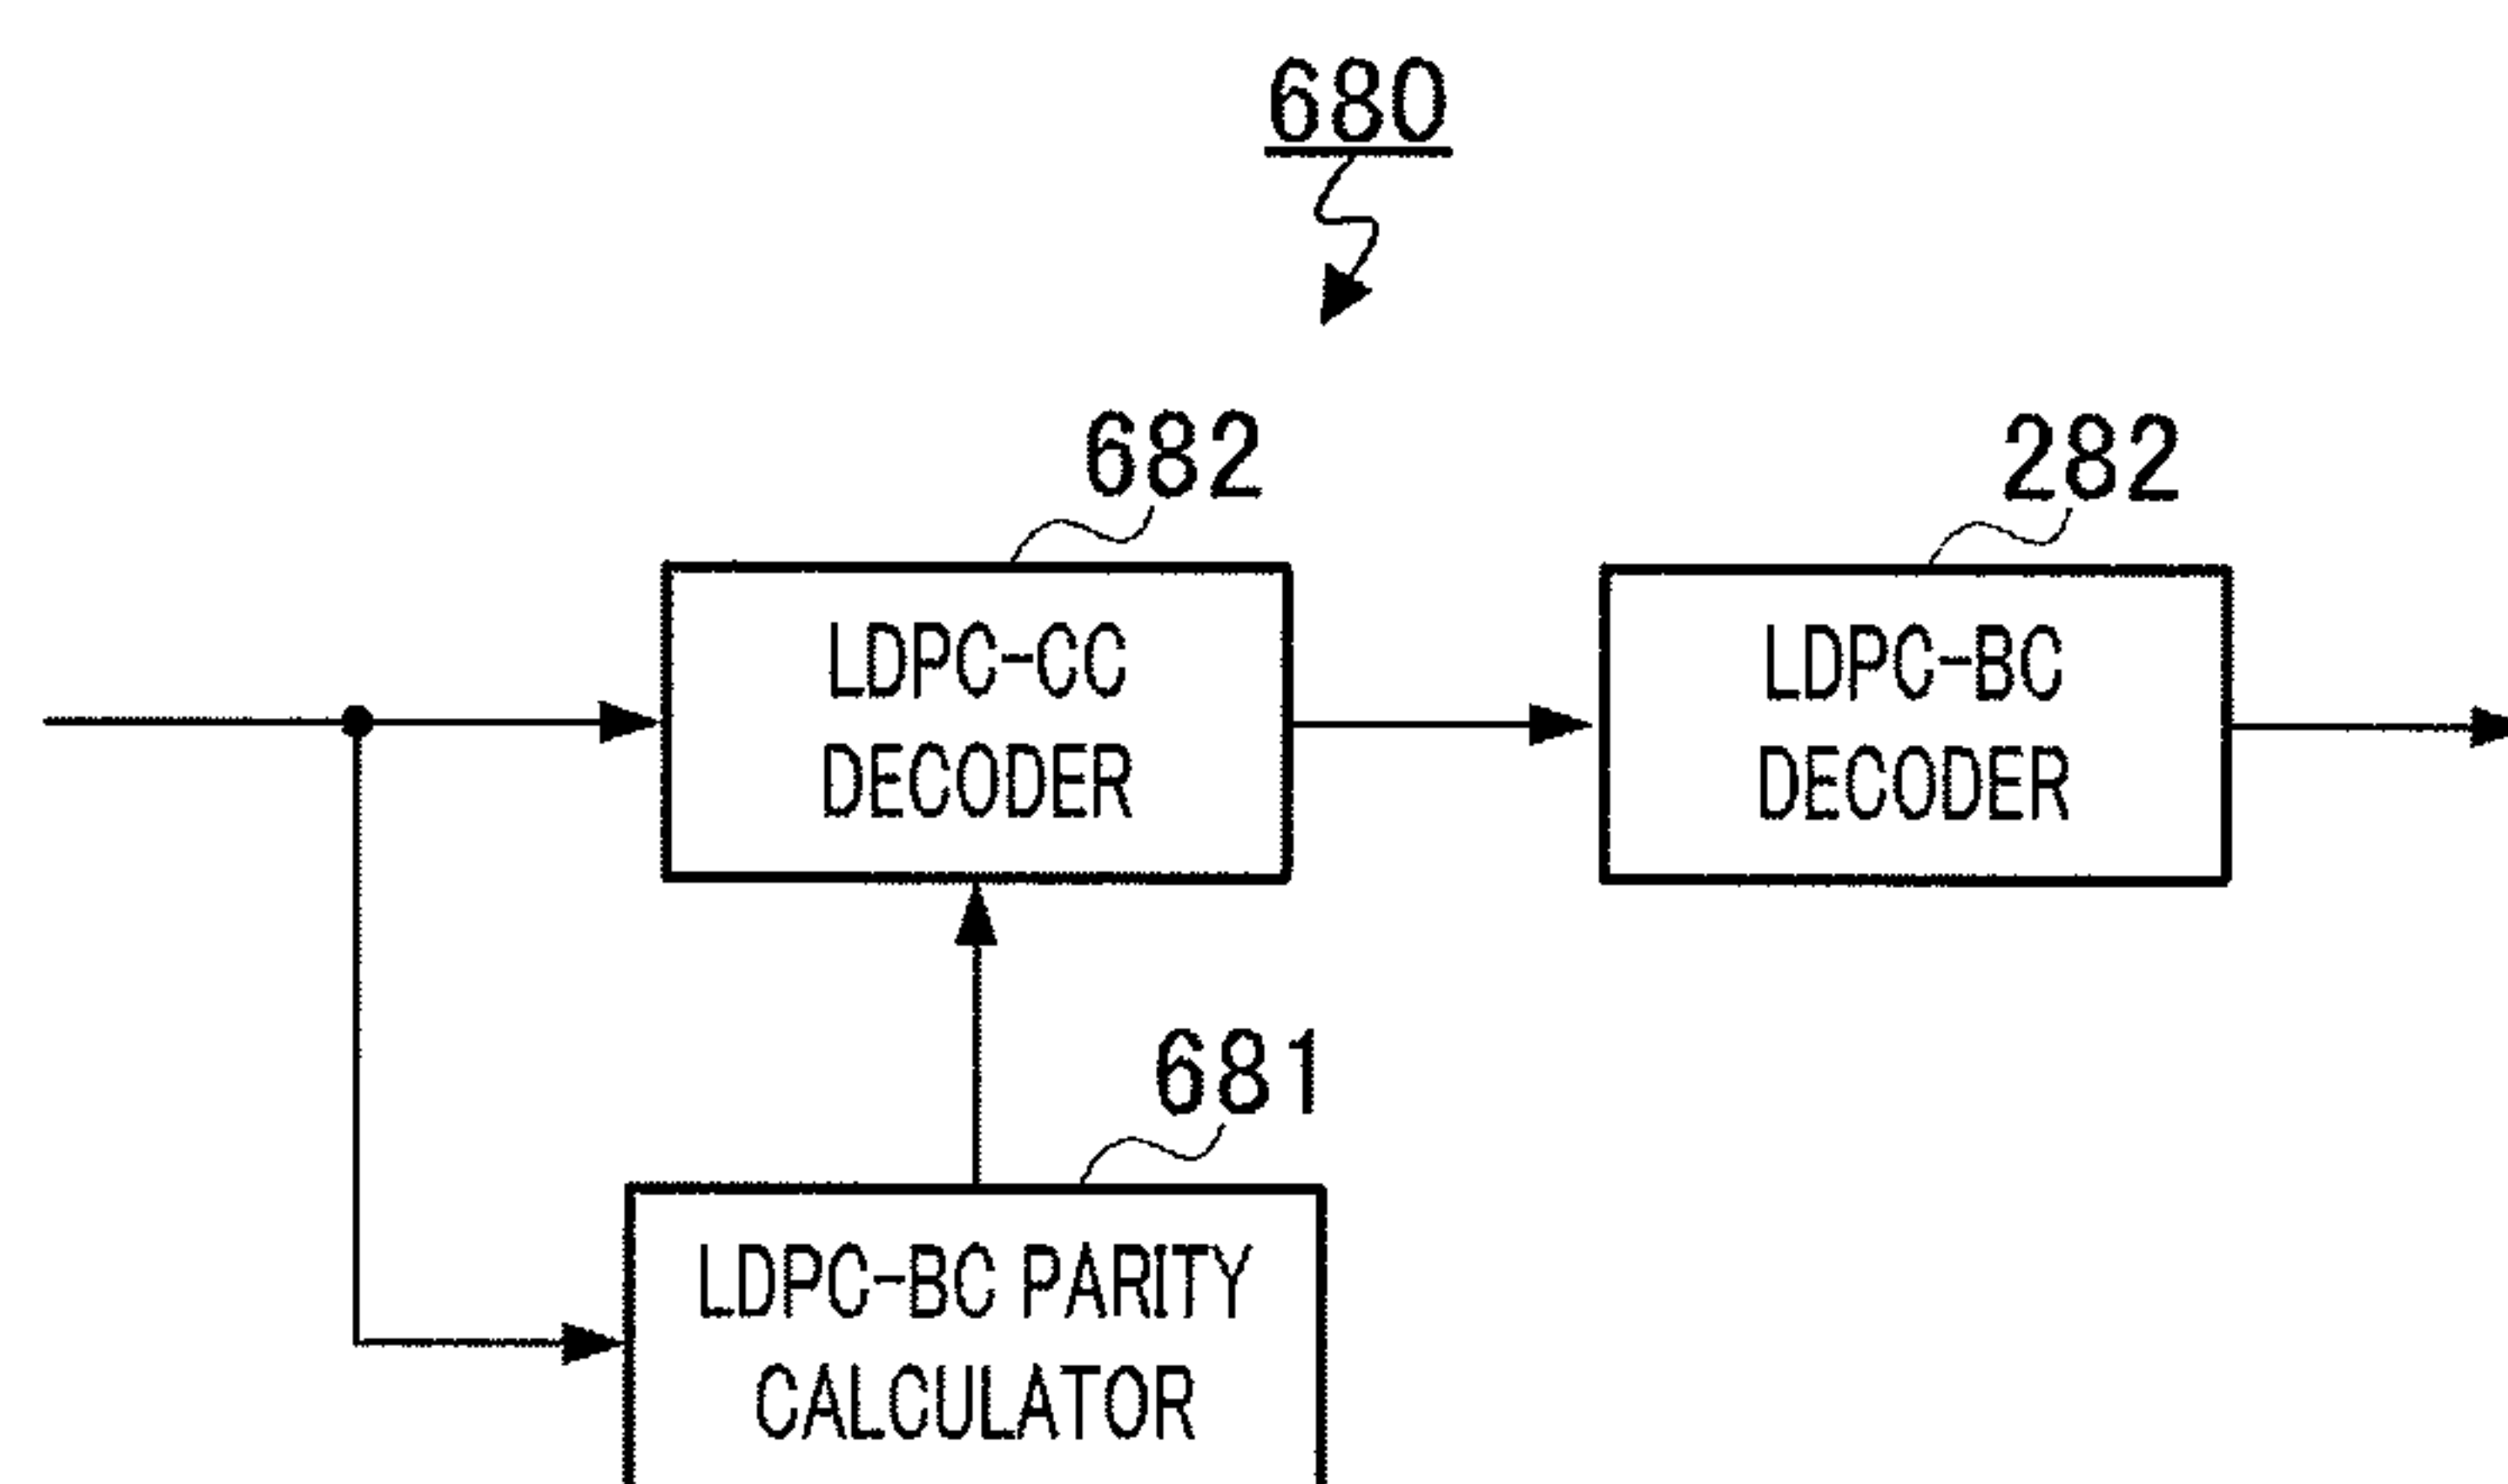 680
682
282
LDPC-CC
DECODER
LDPC-BC
DECODER
681
LDPC-BC PARITY
CALCULATOR